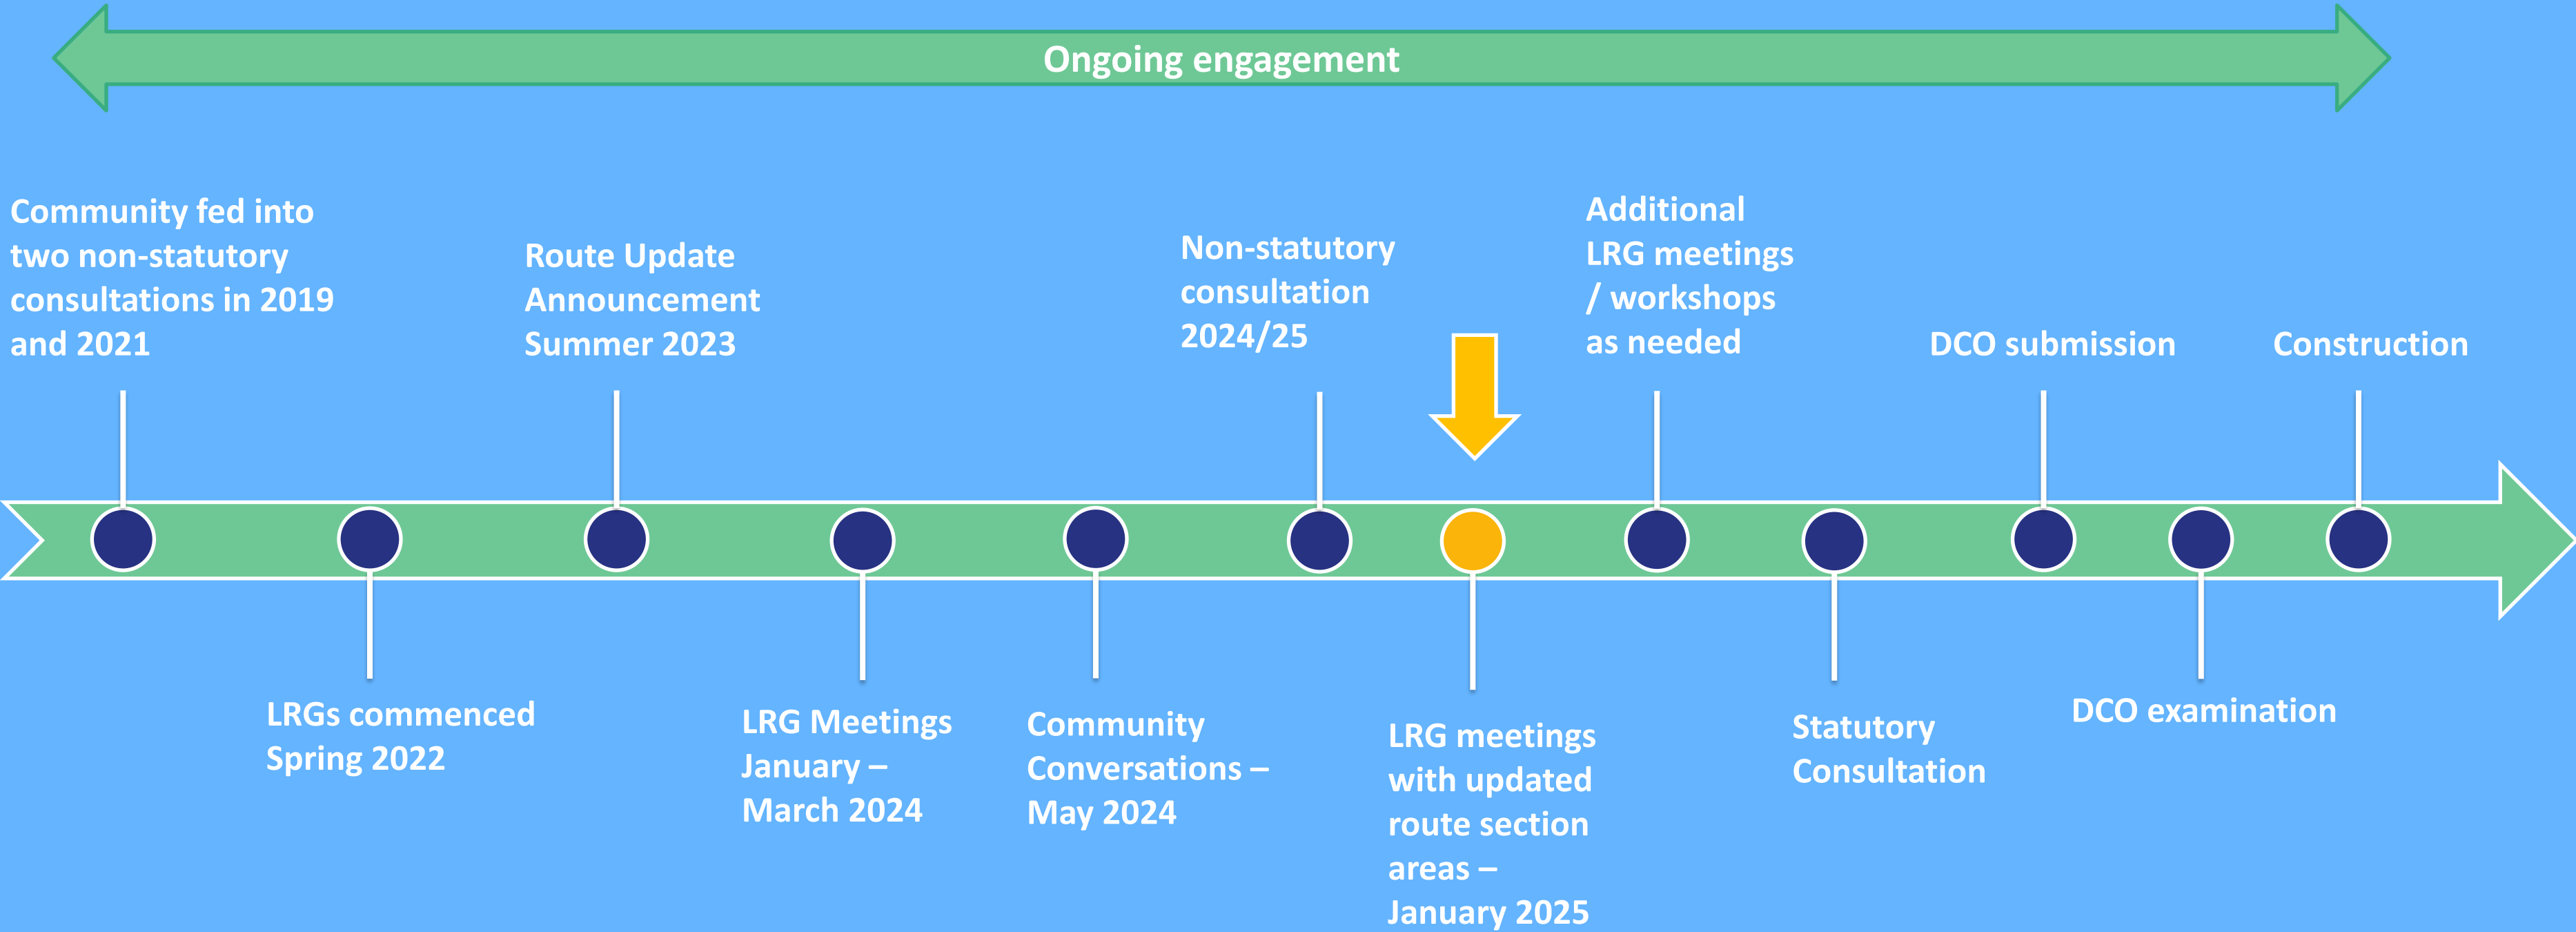 Ongoing engagement
Community fed into
two non-statutory
consultations in 2019
and 2021
LRGs commenced
Spring 2022
Route Update
Announcement
Summer 2023
LRG Meetings
January –
March 2024
Community
Conversations –
May 2024
Non-statutory
consultation
2024/25
LRG meetings
with updated
route section
areas –
January 2025
Additional
LRG meetings
/ workshops
as needed
Statutory
Consultation
DCO submission
DCO examination
Construction